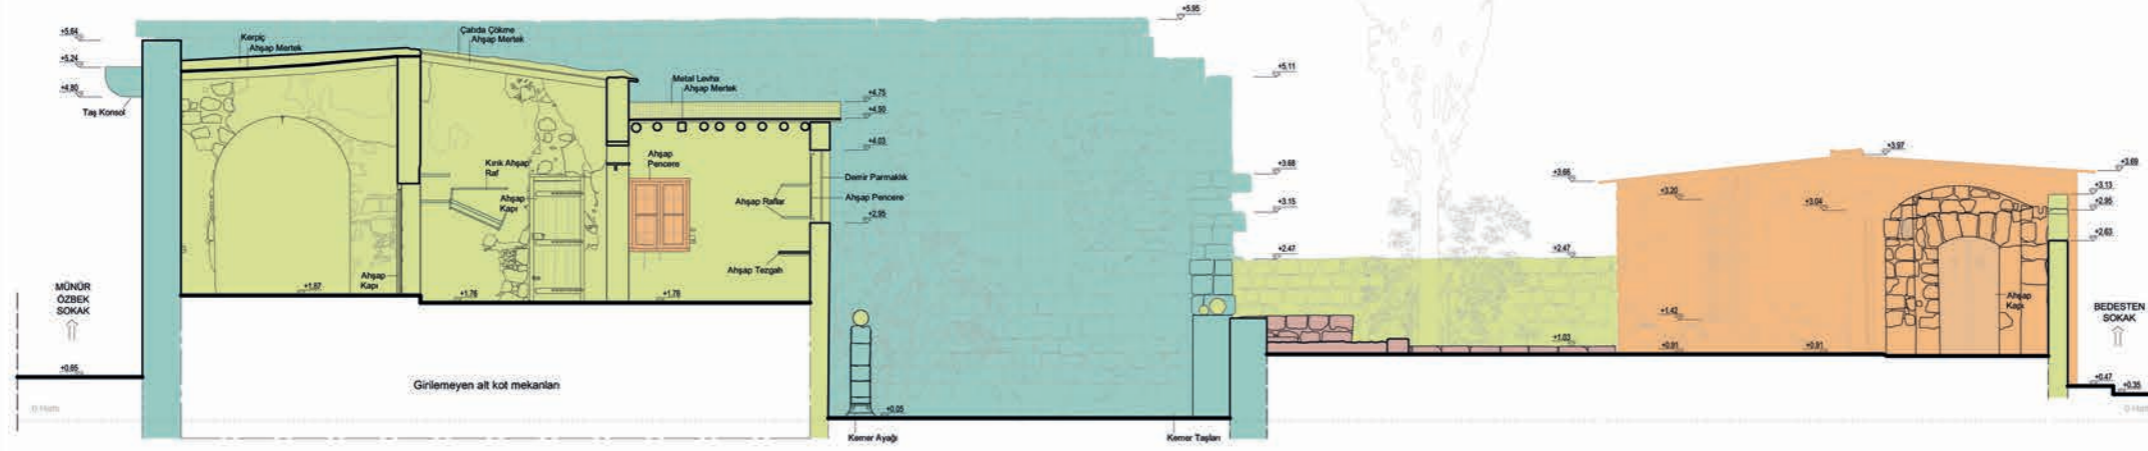 +5.95
+5.64
Kerpiç
Ahşap Mertek
Çatıda Çökme
Ahşap Mertek
+5.24
+5.11
+4.80
Taş Konsol
Metal Levha
Ahşap Mertek
+4.75
+4.50
+4.03
Kırık Ahşap
Raf
Ahşap
Pencere
Demir Parmaklık
Ahşap Pencere
Ahşap
Kapı
Ahşap Raflar
+2.95
Ahşap Tezgah
Ahşap
Kapı
+1.87
+1.76
+1.76
+3.68
+3.15
+2.47
+2.47
+3.66
+3.97
+3.69
+3.20
+3.04
+3.13
+2.95
+2.63
MÜNÜR
ÖZBEK
SOKAK
Ahşap
Kapı
BEDESTEN
SOKAK
+1.42
+1.03
+0.91
+0.91
+0.65
Girilemeyen alt kot mekanları
+0.47
+0.35
+0.05
Kemer Ayağı
Kemer Taşları